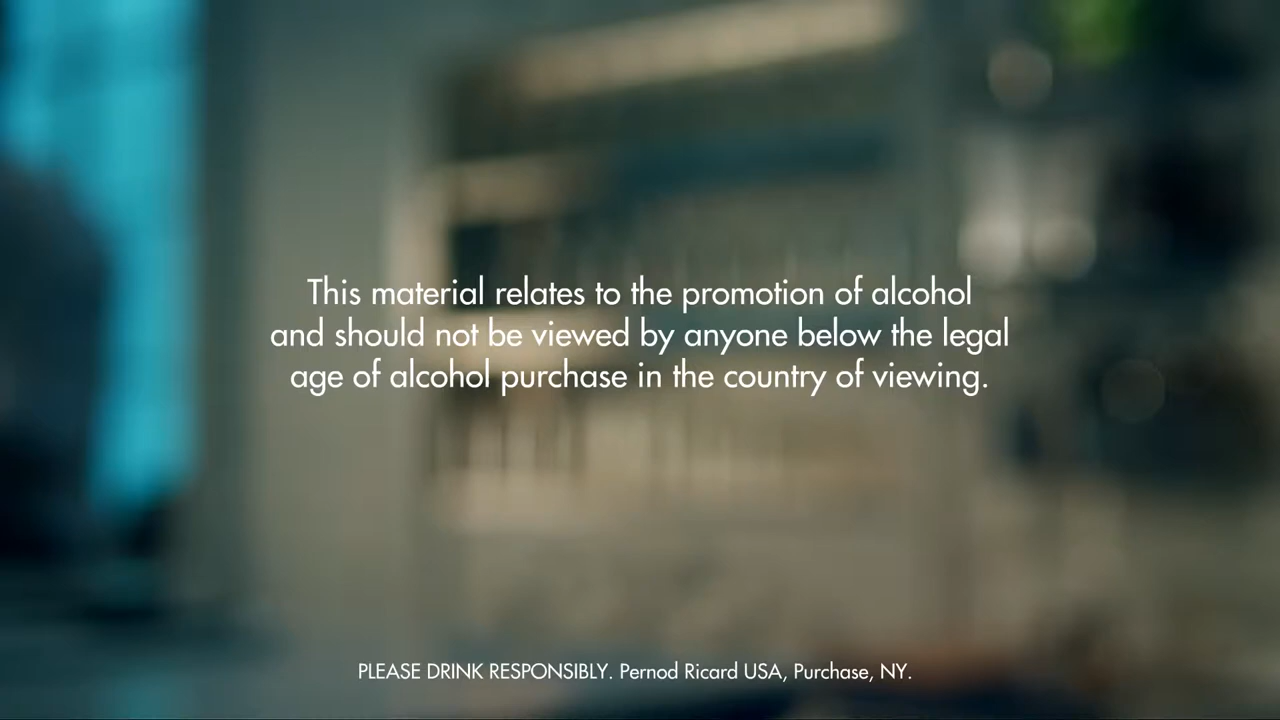 This material relates to the promotion of alcohol
and should not be viewed by anyone below the legal
age of alcohol purchase in the country of viewing.
PLEASE DRINK RESPONSIBLY. Pernod Ricard USA, Purchase, NY.